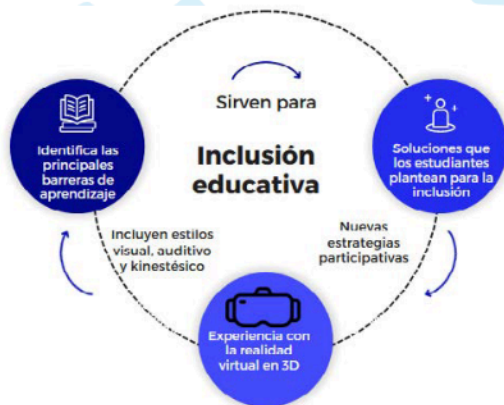 Sirven para
Identifica las
principales
barreras de
aprendizaje
Inclusión
educativa
Soluciones que
los estudiantes
plantean para la
inclusión
Incluyen estilos
visual, auditivo
y kinestésico
Nuevas
estrategias
participativas
Experiencia con
la realidad
virtual en 3D